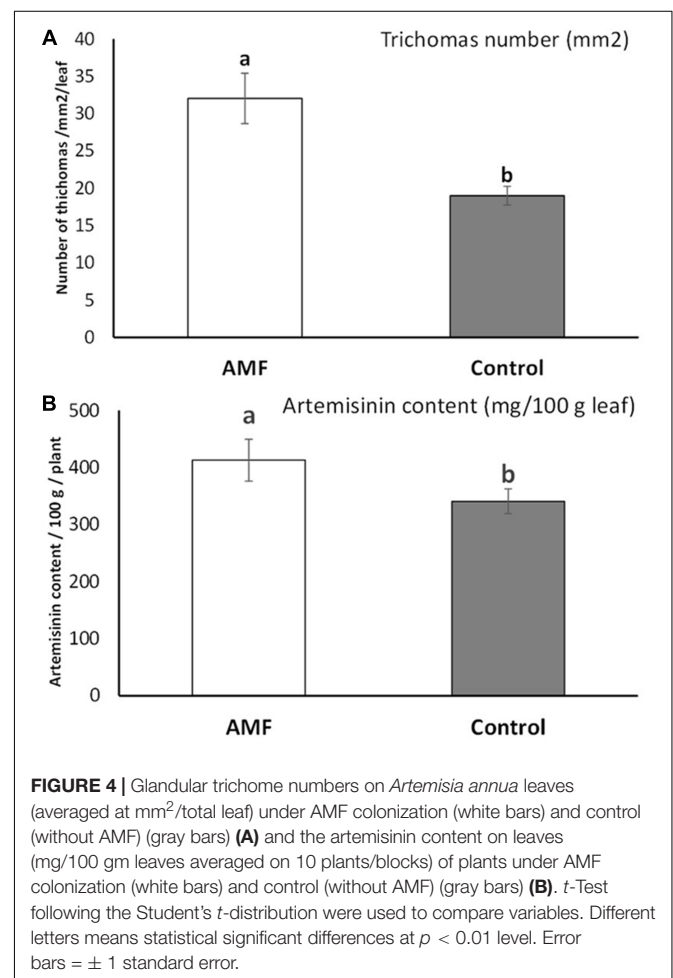 A
Trichomas number (mm2)
Number of thichomas /mm2/leaf
40
35
30
25
20
15
10
5
0
a
b
AMF
Control
B
Artemisinin content (mg/100 g leaf)
Artemisinin content / 100 g / plant
500
400
300
200
100
0
a
b
AMF
Control
FIGURE 4 | Glandular trichome numbers on Artemisia annua leaves
(averaged at mm²/total leaf) under AMF colonization (white bars) and control
(without AMF) (gray bars) (A) and the artemisinin content on leaves
(mg/100 gm leaves averaged on 10 plants/blocks) of plants under AMF
colonization (white bars) and control (without AMF) (gray bars) (B). t-Test
following the Student's t-distribution were used to compare variables. Different
letters means statistical significant differences at p < 0.01 level. Error
bars = ± 1 standard error.